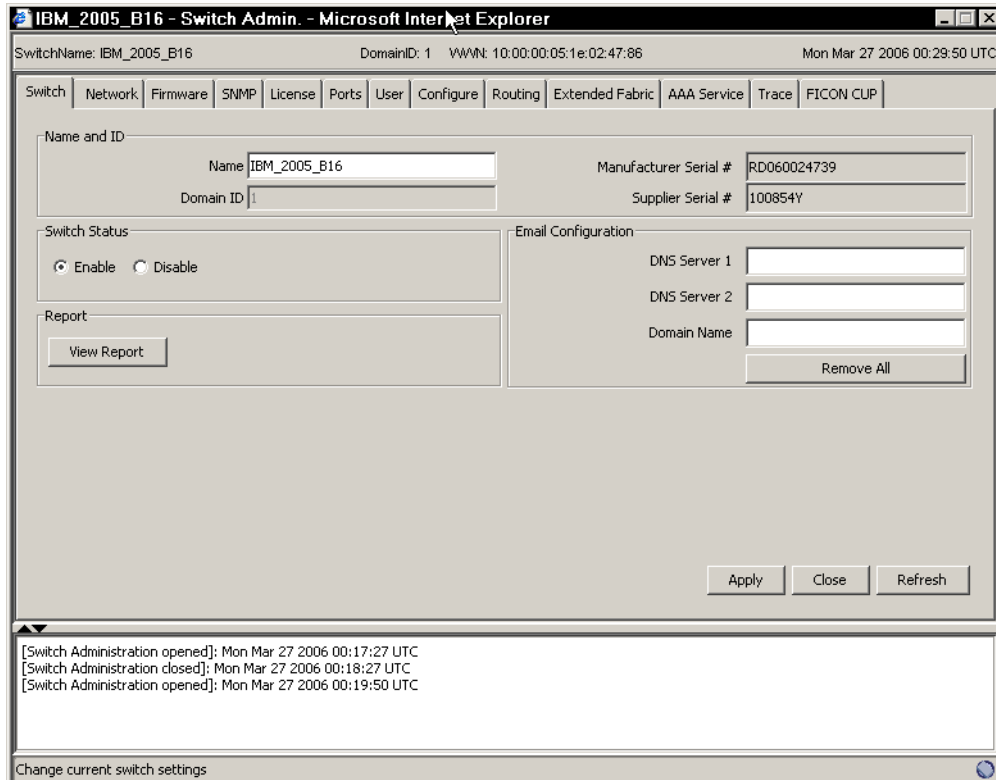 IBM_2005_B16 - Switch Admin. - Microsoft Internet Explorer
SwitchName: IBM_2005_B16 DomainID: 1 WWN: 10:00:00:05:1e:02:47:86 Mon Mar 27 2006 00:29:50 UTC
Switch Network Firmware SNMP License Ports User Configure Routing Extended Fabric AAA Service Trace FICON CUP
Name and ID
Name IBM_2005_B16 Manufacturer Serial # RD060024739
Domain ID 1 Supplier Serial # 100854Y
Switch Status
Enable Disable
Email Configuration
DNS Server 1
DNS Server 2
Domain Name
Remove All
Report
View Report
Apply Close Refresh
[Switch Administration opened]: Mon Mar 27 2006 00:17:27 UTC
[Switch Administration closed]: Mon Mar 27 2006 00:18:27 UTC
[Switch Administration opened]: Mon Mar 27 2006 00:19:50 UTC
Change current switch settings